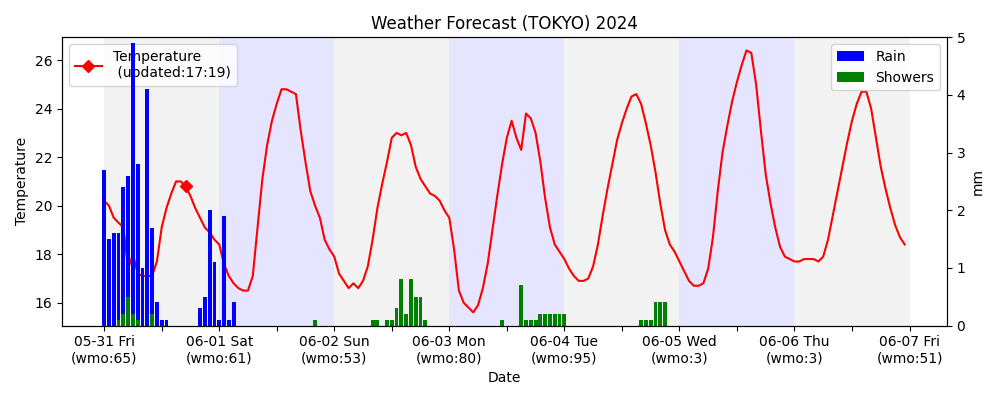 Weather Forecast (TOKYO) 2024
Temperature
(updated:17:19)
Rain
Showers
Temperature
26
24
22
20
18
16
5
4
3
2
1
0
mm
05-31 Fri
(wmo:65)
06-01 Sat
(wmo:61)
06-02 Sun
(wmo:53)
06-03 Mon
(wmo:80)
06-04 Tue
(wmo:95)
06-05 Wed
(wmo:3)
06-06 Thu
(wmo:3)
06-07 Fri
(wmo:51)
Date